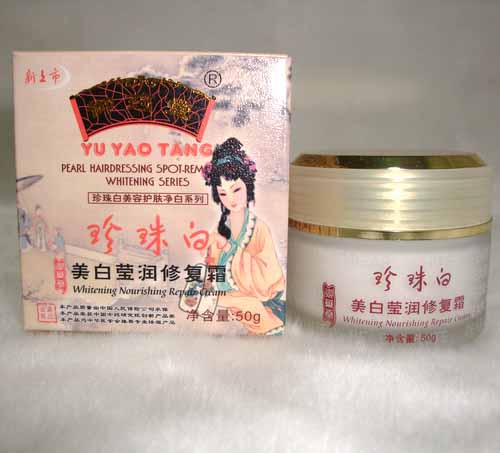 新上市
®
YU YAO TANG
PEARL HAIRDRESSING SPOT-REM
WHITENING SERIES
珍珠白美容护肤净白系列
珍珠白
美白莹润修复霜
Whitening Nourishing Repair Cream
净含量:50g
珍珠白
美白莹润修复霜
Whitening Nourishing Repair Cream
净含量:50g